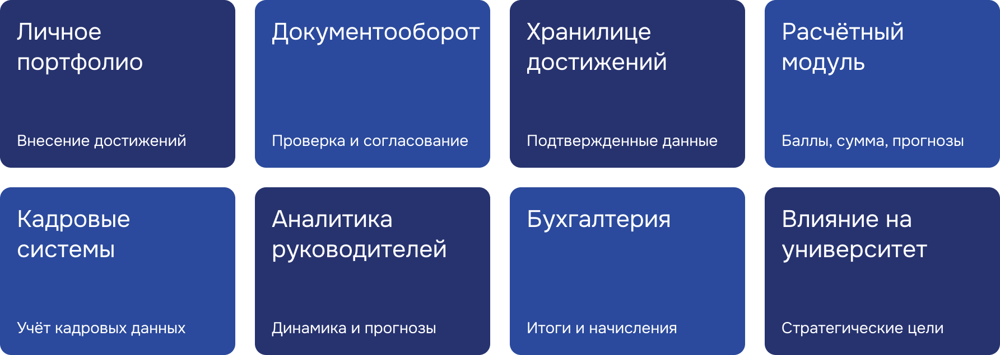 Личное
портфолио
Внесение достижений
Документооборот
Проверка и согласование
Хранилице
достижений
Подтвержденные данные
Расчётный
модуль
Баллы, сумма, прогнозы
Кадровые
системы
Учёт кадровых данных
Аналитика
руководителей
Динамика и прогнозы
Бухгалтерия
Итоги и начисления
Влияние на
университет
Стратегические цели